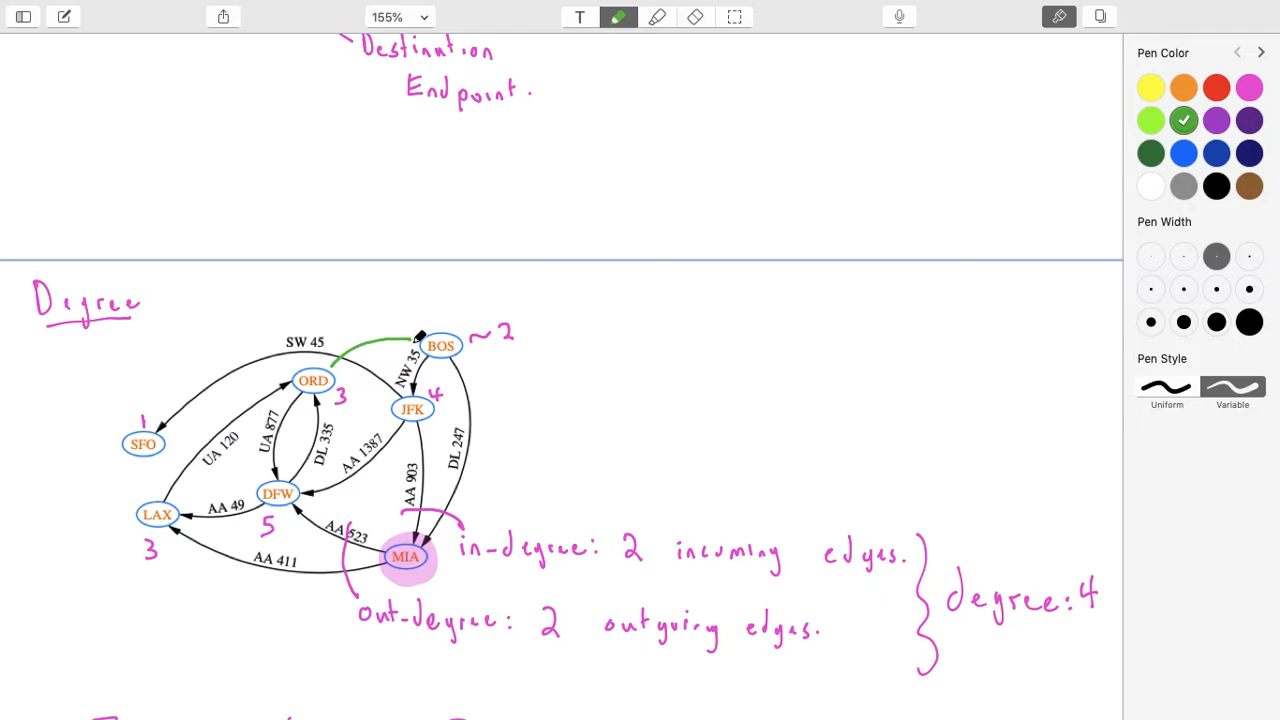 155%
T
Destination
Endpoint.
Pen Color
Pen Width
Pen Style
Uniform
Variable
Degree
SW 45
BOS
~ 2
NW 35
ORD
3
JFK
4
1
SFO
UA 120
UA 877
DL 335
AA 1387
DL 247
AA 903
DFW
5
AA 49
LAX
3
AA 523
AA 411
MIA
in-degree: 2 incoming edges.
out-degree: 2 outgoing edges.
degree: 4